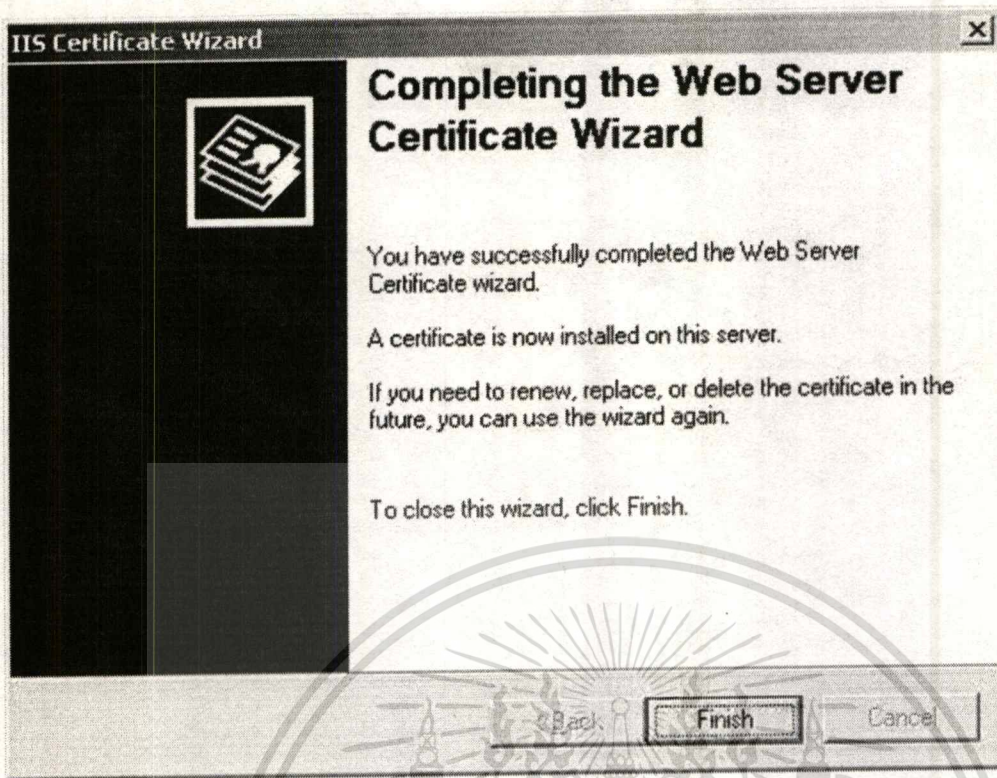 IIS Certificate Wizard
Completing the Web Server
Certificate Wizard
You have successfully completed the Web Server
Certificate wizard.
A certificate is now installed on this server.
If you need to renew, replace, or delete the certificate in the
future, you can use the wizard again.
To close this wizard, click Finish.
< Back
Finish
Cancel